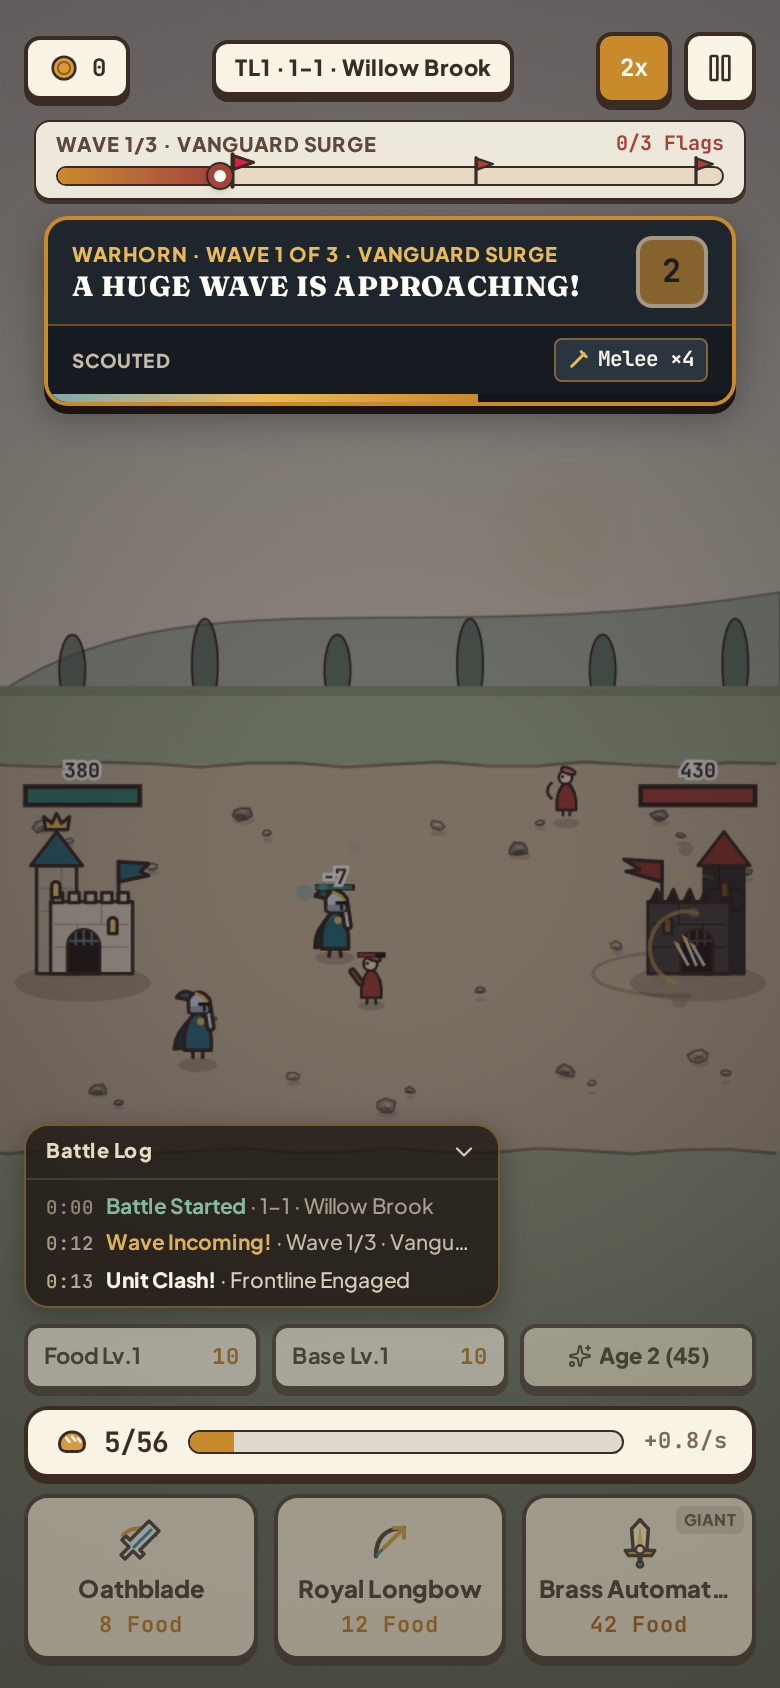 0
TL1 · 1-1 · Willow Brook
2x
WAVE 1/3 · VANGUARD SURGE
0/3 Flags
WARHORN · WAVE 1 OF 3 · VANGUARD SURGE
A HUGE WAVE IS APPROACHING!
2
SCOUTED
Melee ×4
380
430
-7
Battle Log
0:00 Battle Started · 1-1 · Willow Brook
0:12 Wave Incoming! · Wave 1/3 · Vangu…
0:13 Unit Clash! · Frontline Engaged
Food Lv.1 10
Base Lv.1 10
Age 2 (45)
5/56
+0.8/s
Oathblade
8 Food
Royal Longbow
12 Food
GIANT
Brass Automat…
42 Food